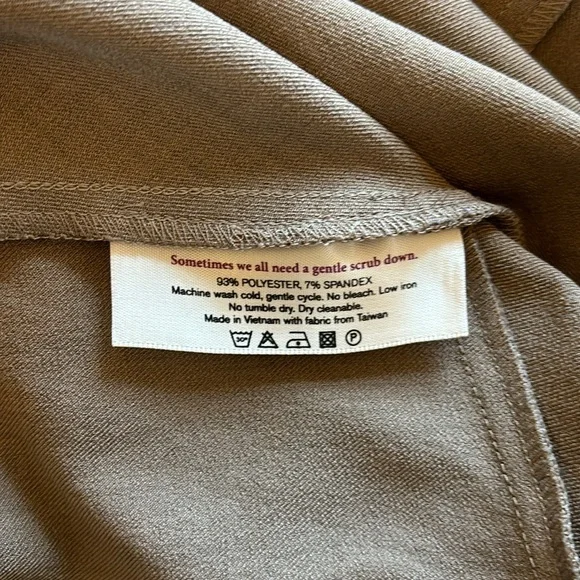 Sometimes we all need a gentle scrub down.
93% POLYESTER, 7% SPANDEX
Machine wash cold, gentle cycle. No bleach. Low iron
No tumble dry. Dry cleanable.
Made in Vietnam with fabric from Taiwan
30° P